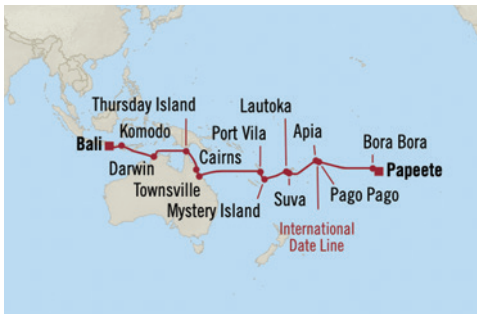 Thursday Island
Lautoka
Bali
Komodo
Port Vila
Apia
Bora Bora
Darwin
Cairns
Papeete
Townsville
Mystery Island
Suva
Pago Pago
International
Date Line